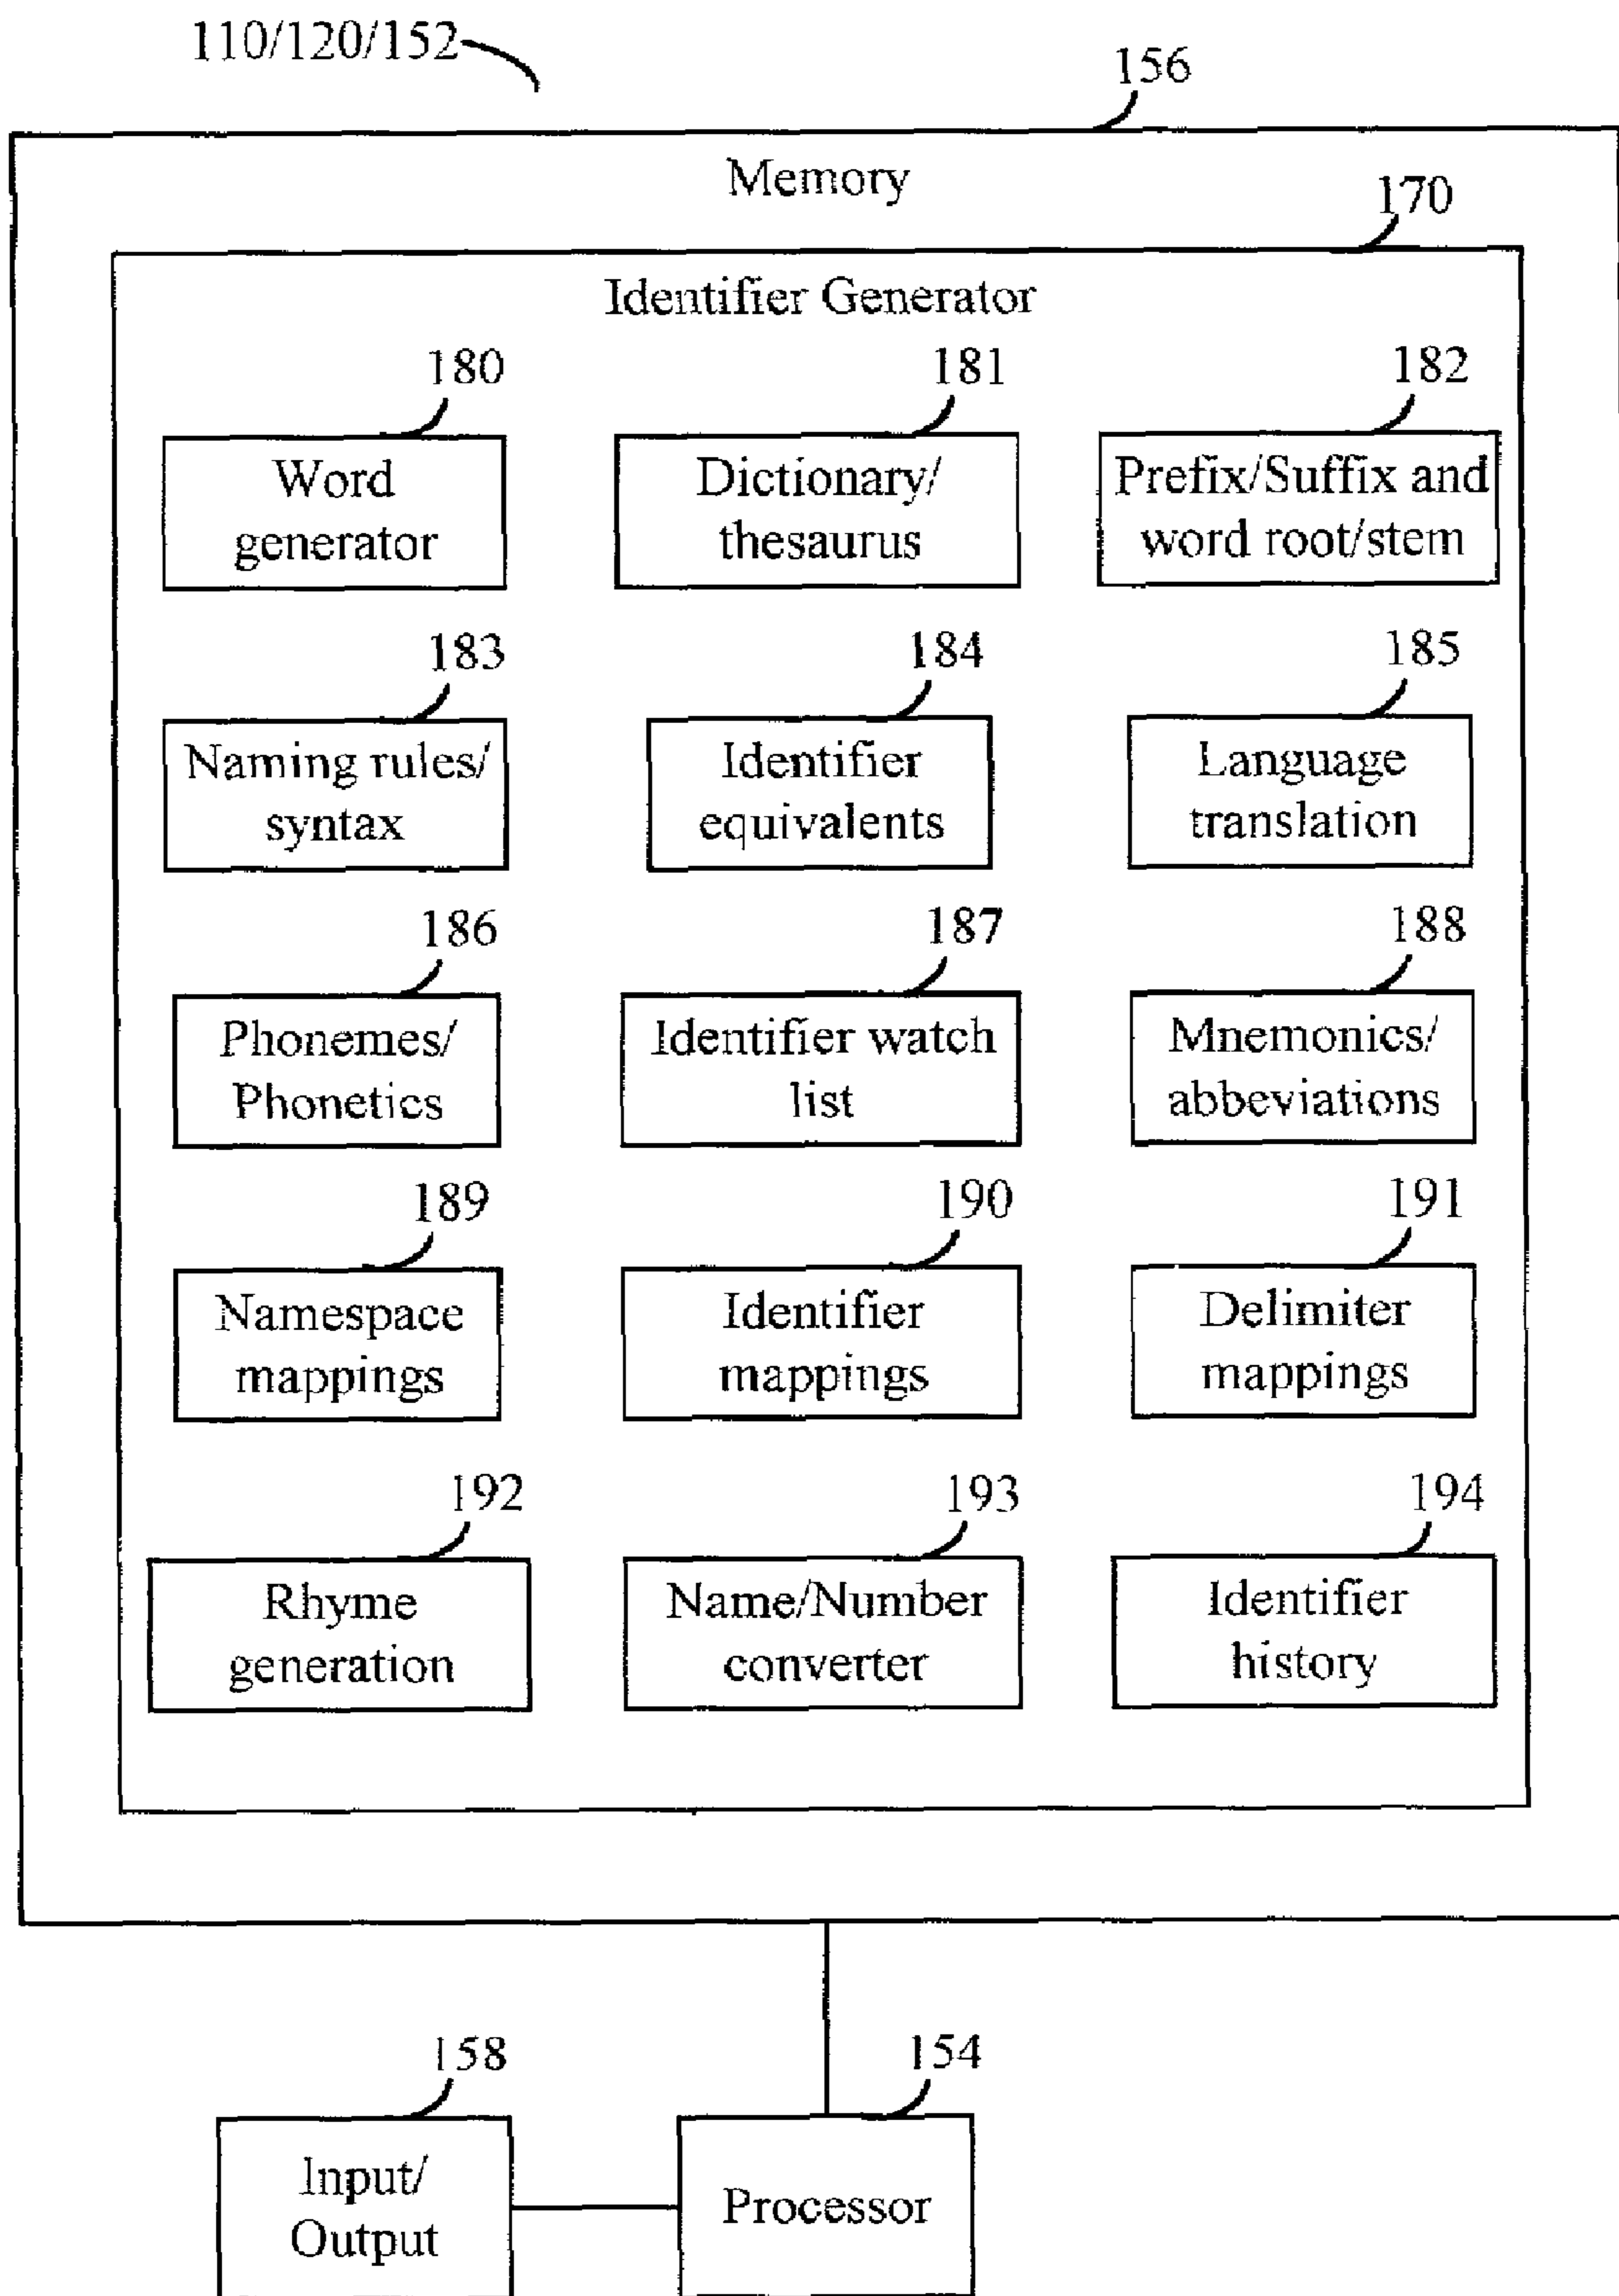 110/120/152
156
Memory
170
Identifier Generator
180
181
182
Word
generator
Dictionary/
thesaurus
Prefix/Suffix and
word root/stem
183
184
185
Naming rules/
syntax
Identifier
equivalents
Language
translation
186
187
188
Phonemes/
Phonetics
Identifier watch
list
Mnemonics/
abbeviations
189
190
191
Namespace
mappings
Identifier
mappings
Delimiter
mappings
192
193
194
Rhyme
generation
Name/Number
converter
Identifier
history
158
154
Input/
Output
Processor